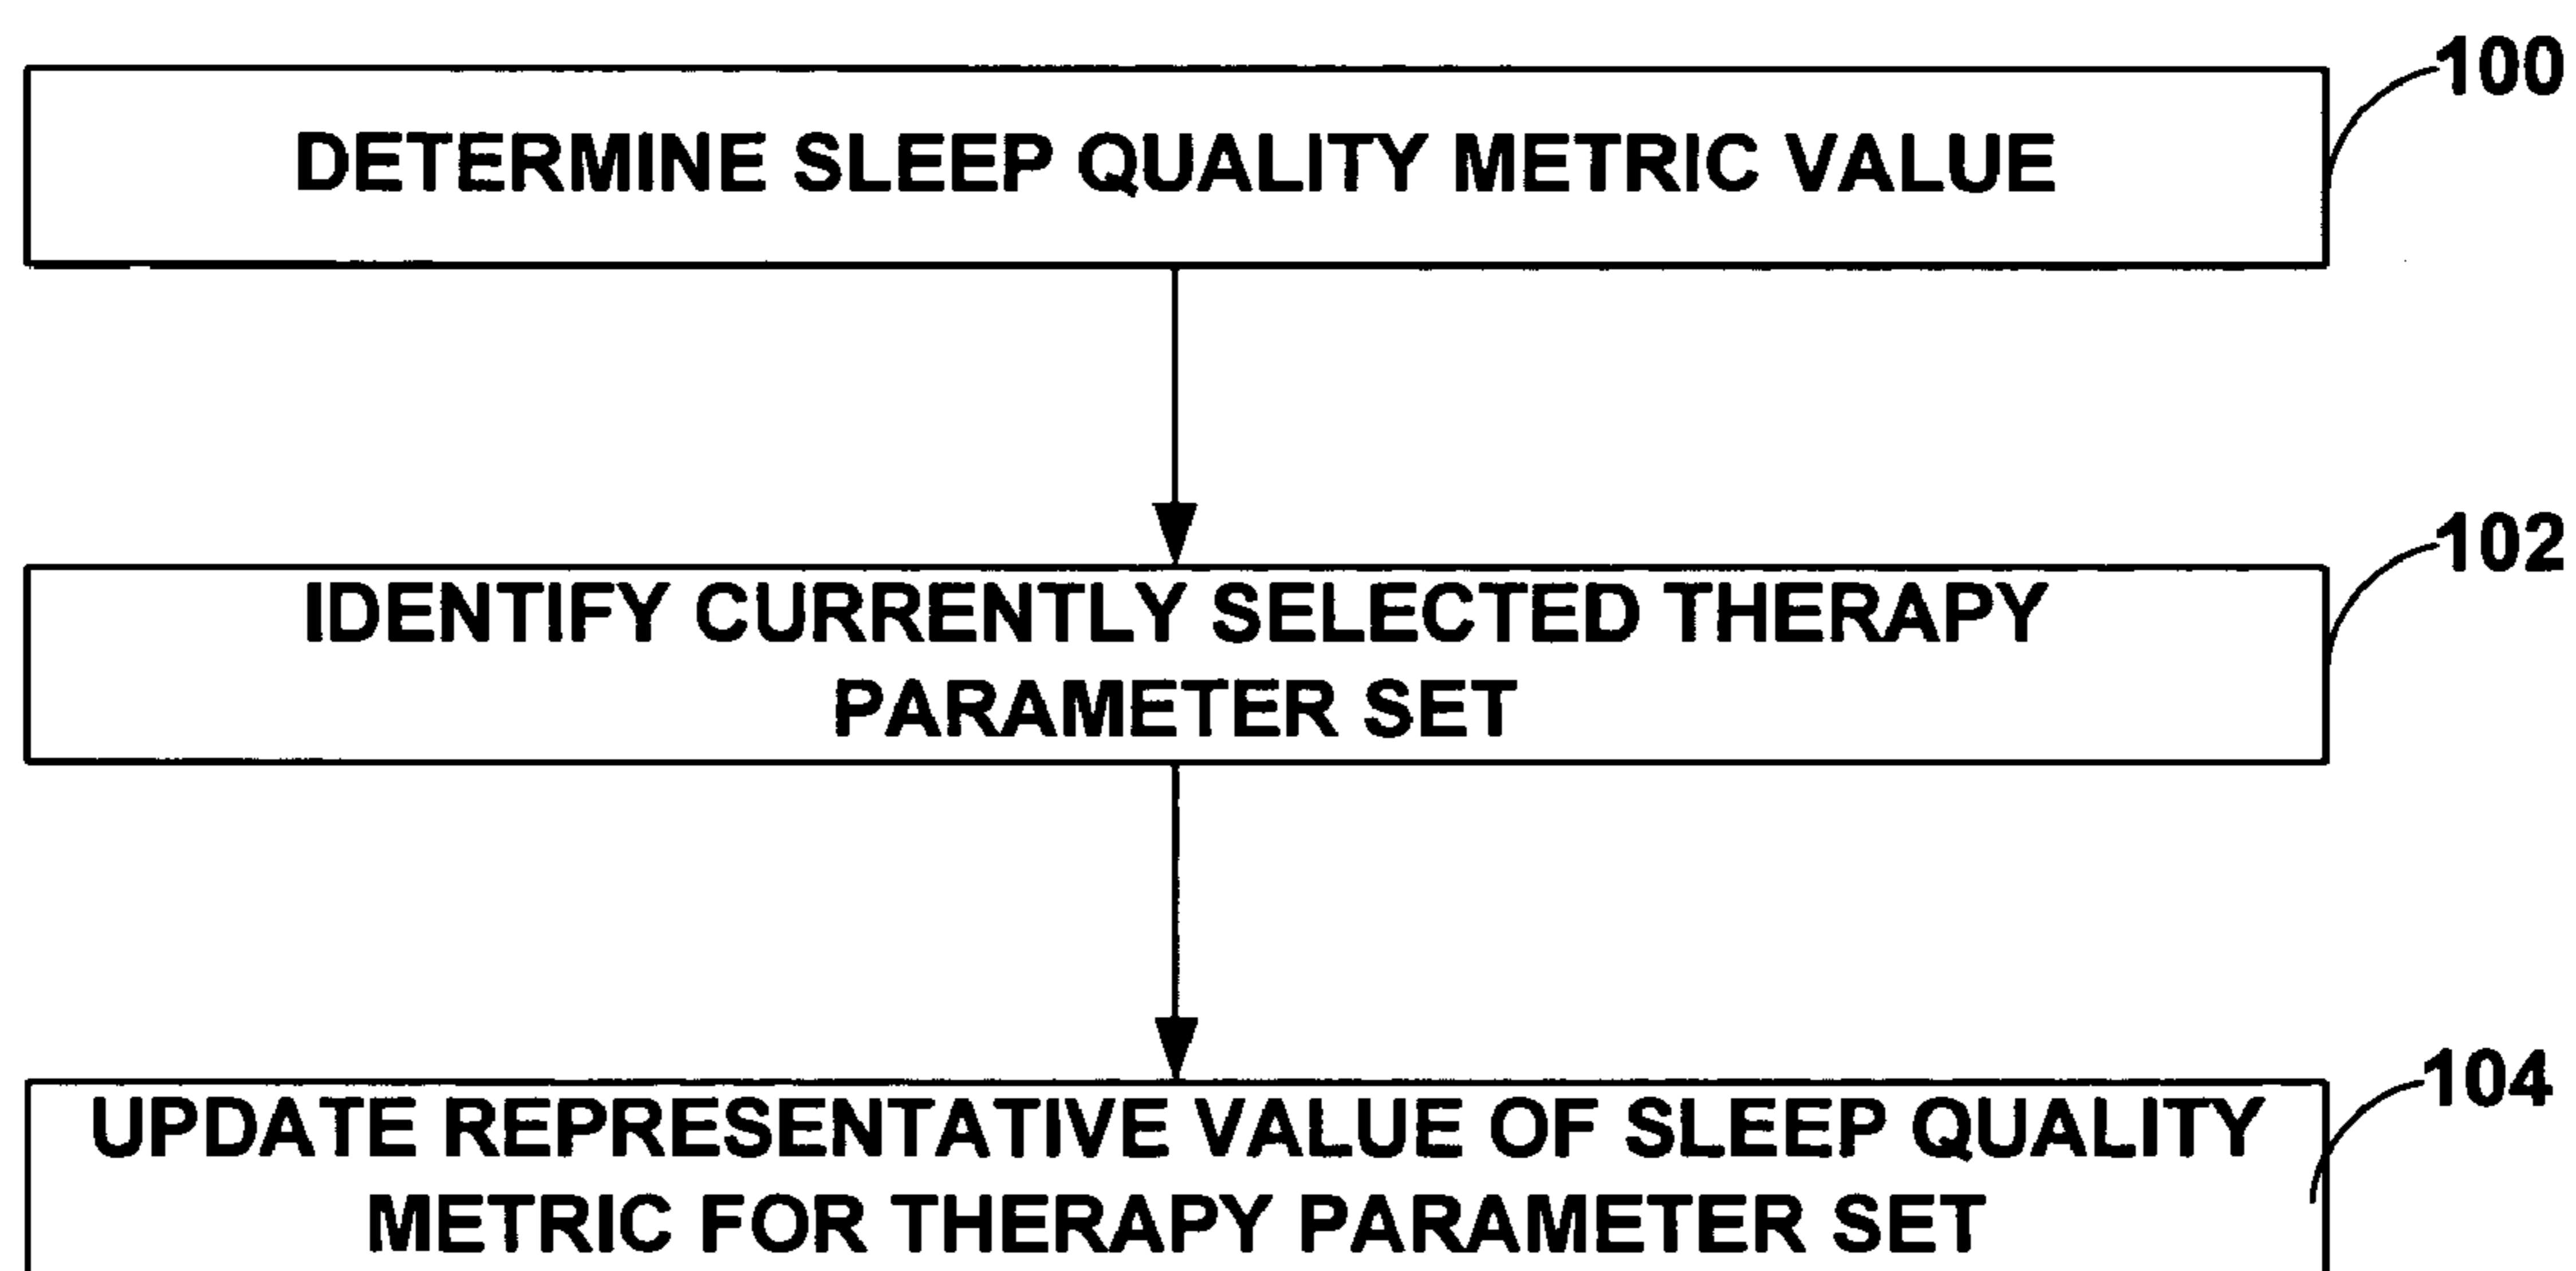 100
DETERMINE SLEEP QUALITY METRIC VALUE
102
IDENTIFY CURRENTLY SELECTED THERAPY
PARAMETER SET
104
UPDATE REPRESENTATIVE VALUE OF SLEEP QUALITY
METRIC FOR THERAPY PARAMETER SET